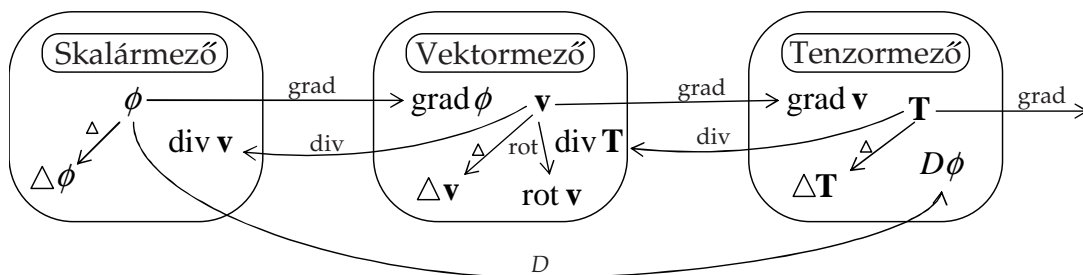 Skalármező Vektormező Tenzormező
ϕ grad grad ϕ v grad grad v T grad
△ div v div rot div T div
△ △
△ϕ △v rot v △T Dϕ
D